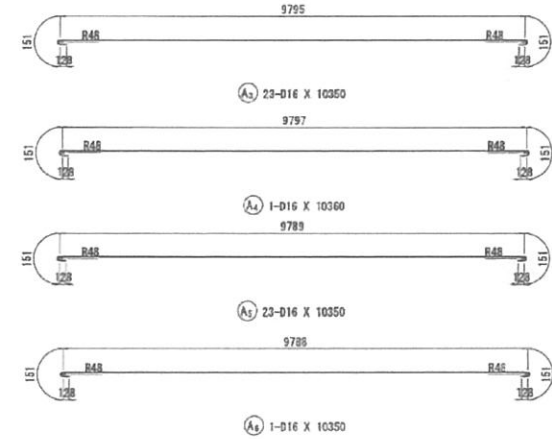 9795
151 R48 R48 151
128 128
A3 23-D16 X 10350
9797
151 R48 R48 151
128 128
A4 1-D16 X 10360
9789
151 R48 R48 151
128 128
A5 23-D16 X 10350
9786
151 R48 R48 151
128 128
A6 1-D16 X 10350